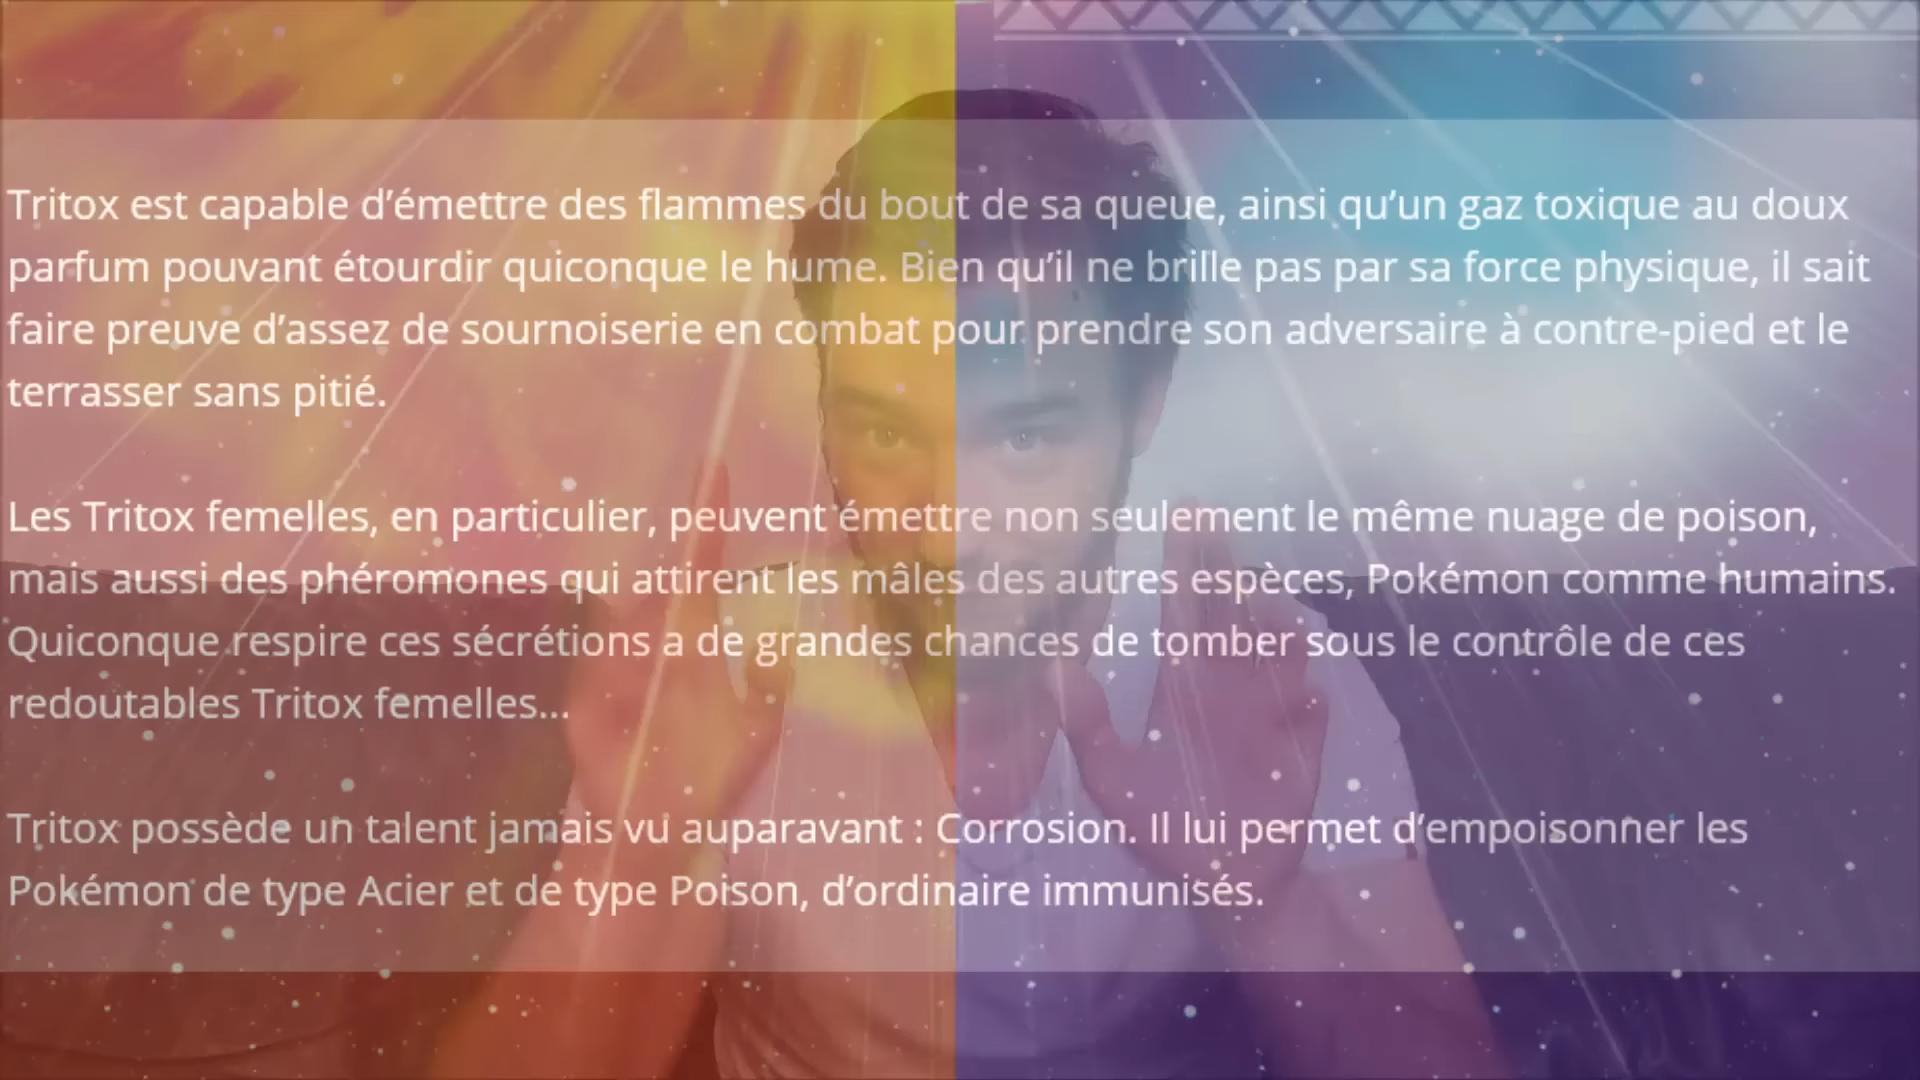 Tritox est capable d’émettre des flammes du bout de sa queue, ainsi qu’un gaz toxique au doux
parfum pouvant étourdir quiconque le hume. Bien qu’il ne brille pas par sa force physique, il sait
faire preuve d’assez de sournoiserie en combat pour prendre son adversaire à contre-pied et le
terrasser sans pitié.
Les Tritox femelles, en particulier, peuvent émettre non seulement le même nuage de poison,
mais aussi des phéromones qui attirent les mâles des autres espèces, Pokémon comme humains.
Quiconque respire ces sécrétions a de grandes chances de tomber sous le contrôle de ces
redoutables Tritox femelles...
Tritox possède un talent jamais vu auparavant : Corrosion. Il lui permet d’empoisonner les
Pokémon de type Acier et de type Poison, d’ordinaire immunisés.